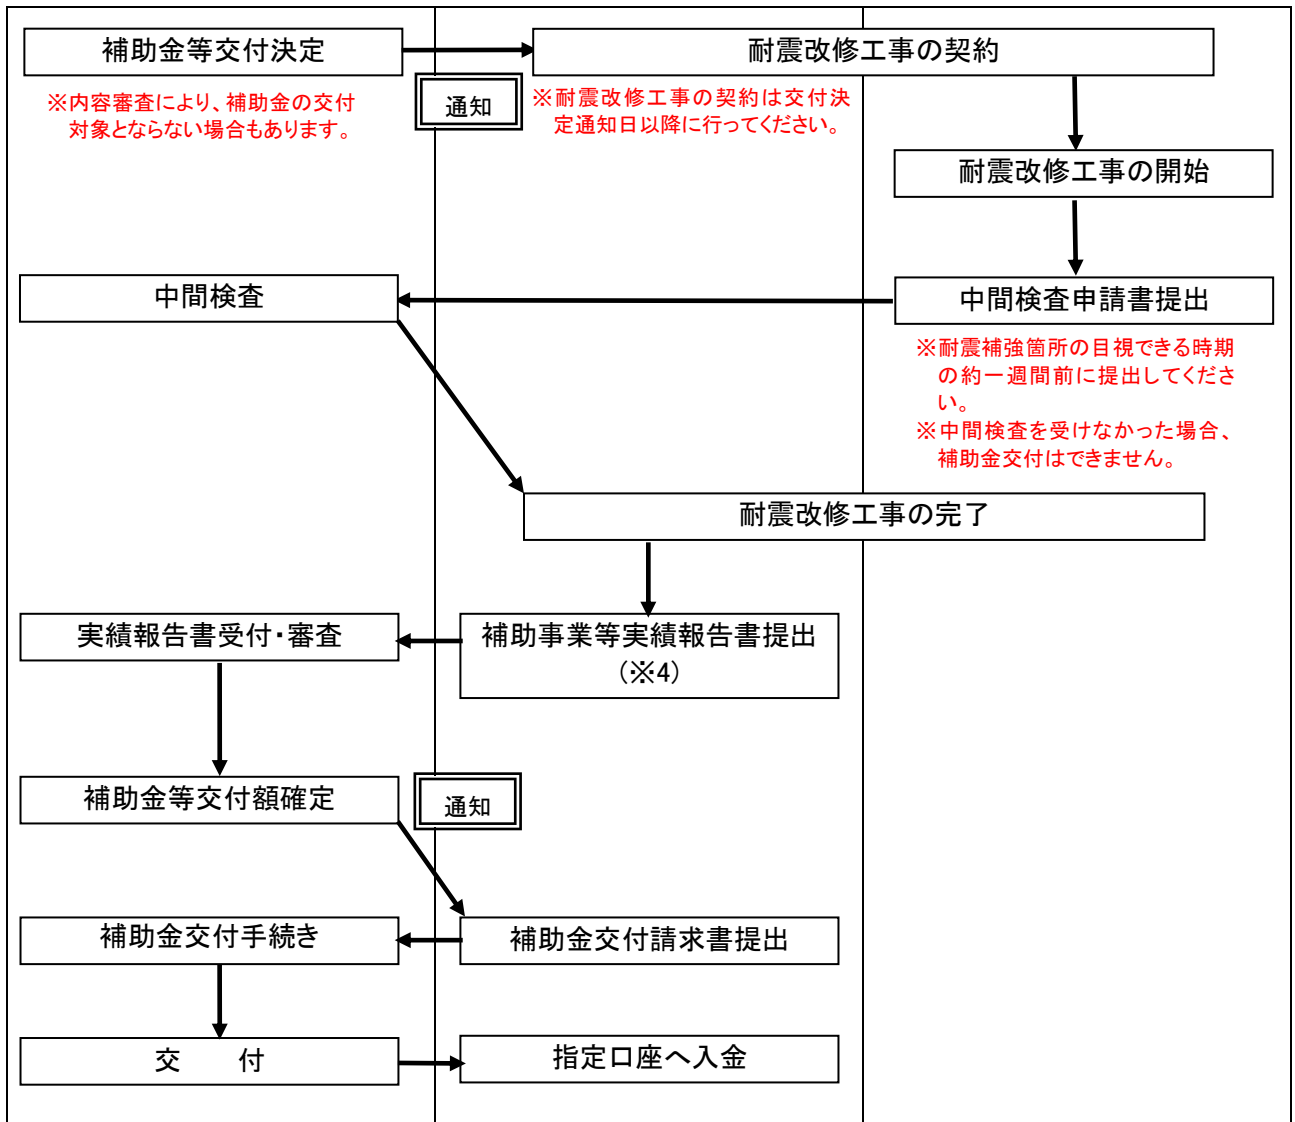 補助金等交付決定
耐震改修工事の契約
通知
※内容審査により、補助金の交付
対象とならない場合もあります。
※耐震改修工事の契約は交付決
定通知日以降に行ってください。
耐震改修工事の開始
中間検査
中間検査申請書提出
※耐震補強箇所の目視できる時期
の約一週間前に提出してくださ
い。
※中間検査を受けなかった場合、
補助金交付はできません。
耐震改修工事の完了
実績報告書受付・審査
補助事業等実績報告書提出
(※4)
補助金等交付額確定
通知
補助金交付手続き
補助金交付請求書提出
交　　付
指定口座へ入金